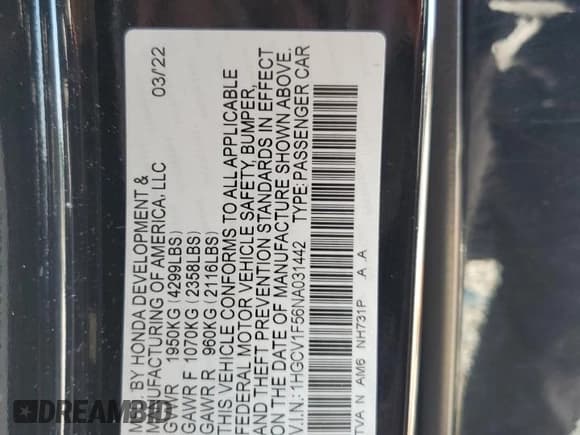 MFD. BY HONDA DEVELOPMENT & 03/22
MANUFACTURING OF AMERICA, LLC
GVWR 1950KG (4299LBS)
GAWR F 1070KG (2358LBS)
GAWR R 960KG (2116LBS)
THIS VEHICLE CONFORMS TO ALL APPLICABLE
FEDERAL MOTOR VEHICLE SAFETY, BUMPER,
AND THEFT PREVENTION STANDARDS IN EFFECT
ON THE DATE OF MANUFACTURE SHOWN ABOVE.
V.I.N.: 1HGCV1F56NA031442 TYPE: PASSENGER CAR
TVA N AM6 NH731P A A
DREAMBID